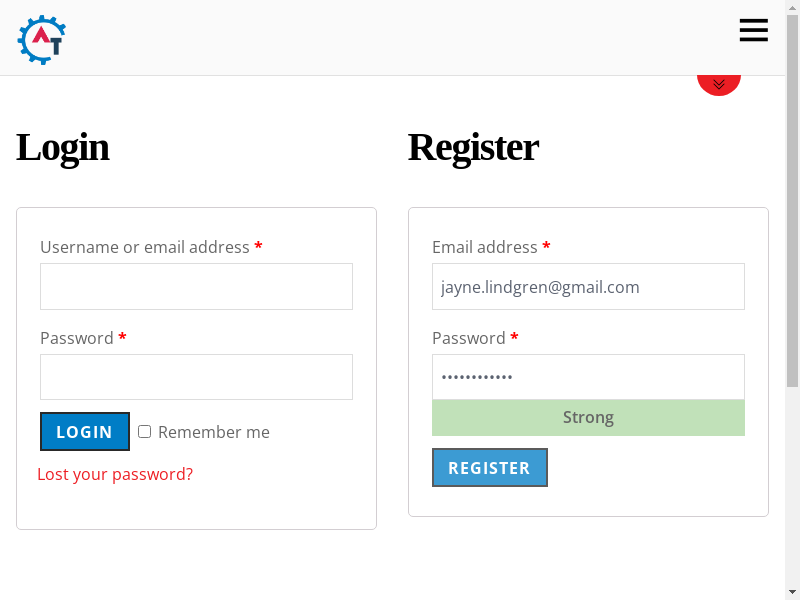 AT
Login
Username or email address *
Password *
LOGIN
Remember me
Lost your password?
Register
Email address *
jayne.lindgren@gmail.com
Password *
••••••••••••
Strong
REGISTER